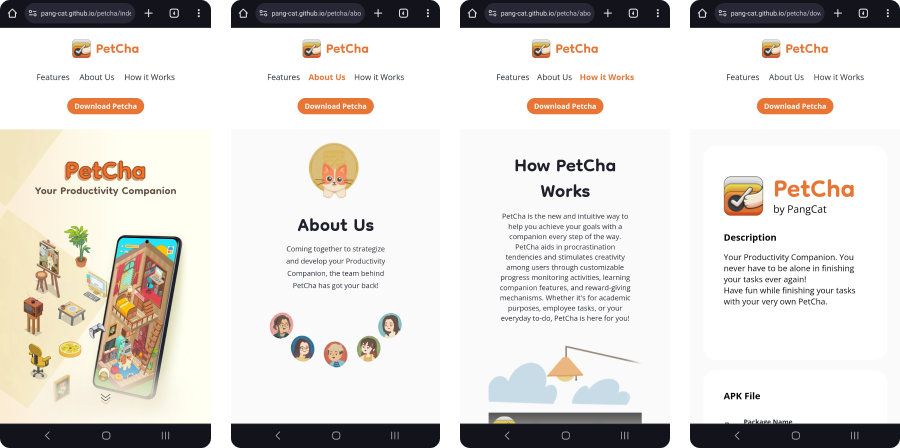 pang-cat.github.io/petcha/inde
PetCha
Features About Us How it Works
Download Petcha
PetCha
Your Productivity Companion
pang-cat.github.io/petcha/abo
PetCha
Features About Us How it Works
Download Petcha
About Us
Coming together to strategize
and develop your Productivity
Companion, the team behind
PetCha has got your back!
pang-cat.github.io/petcha/abo
PetCha
Features About Us How it Works
Download Petcha
How PetCha
Works
PetCha is the new and intuitive way to
help you achieve your goals with a
companion every step of the way.
PetCha aids in procrastination
tendencies and stimulates creativity
among users through customizable
progress monitoring activities, learning
companion features, and reward-giving
mechanisms. Whether it's for academic
purposes, employee tasks, or your
everyday to-do, PetCha is here for you!
pang-cat.github.io/petcha/dow
PetCha
Features About Us How it Works
Download Petcha
PetCha
by PangCat
Description
Your Productivity Companion. You
never have to be alone in finishing
your tasks ever again!
Have fun while finishing your tasks
with your very own PetCha.
APK File
Package Name